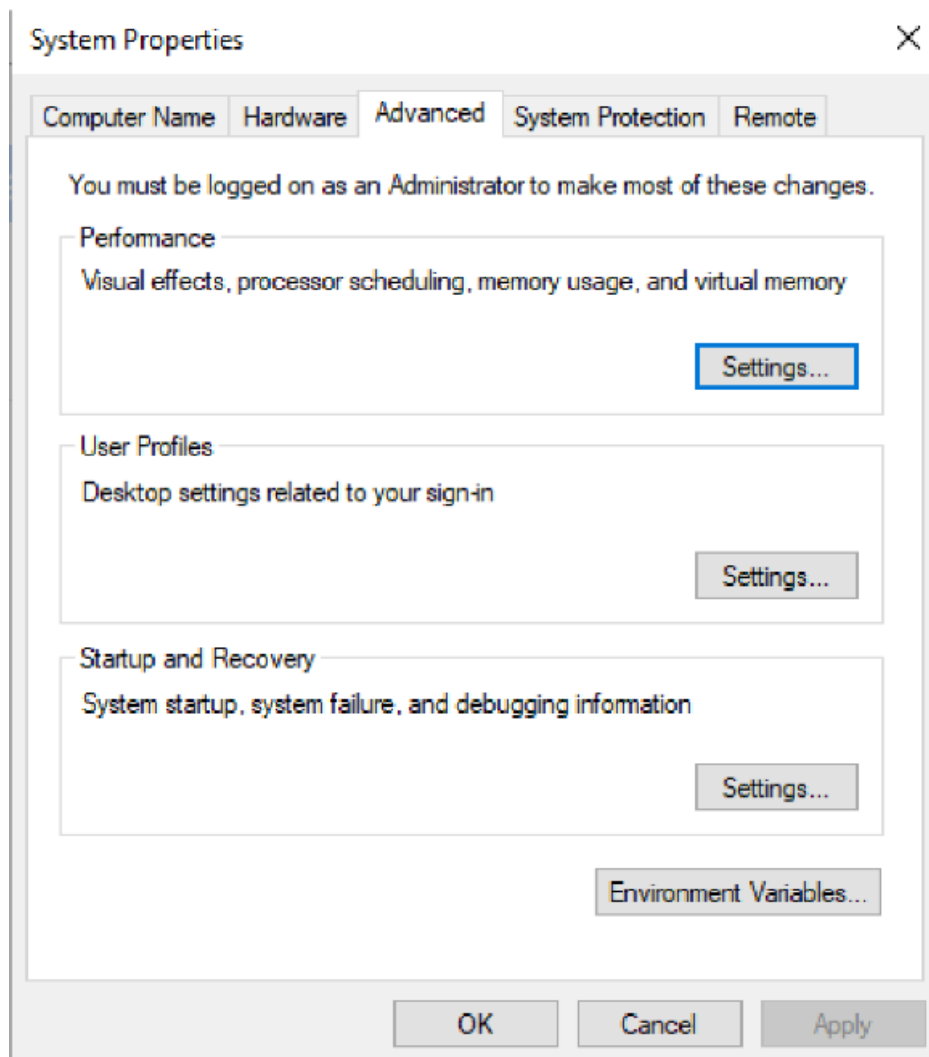 System Properties
Computer Name Hardware Advanced System Protection Remote
You must be logged on as an Administrator to make most of these changes.
Performance
Visual effects, processor scheduling, memory usage, and virtual memory
Settings...
User Profiles
Desktop settings related to your sign-in
Settings...
Startup and Recovery
System startup, system failure, and debugging information
Settings...
Environment Variables...
OK Cancel Apply